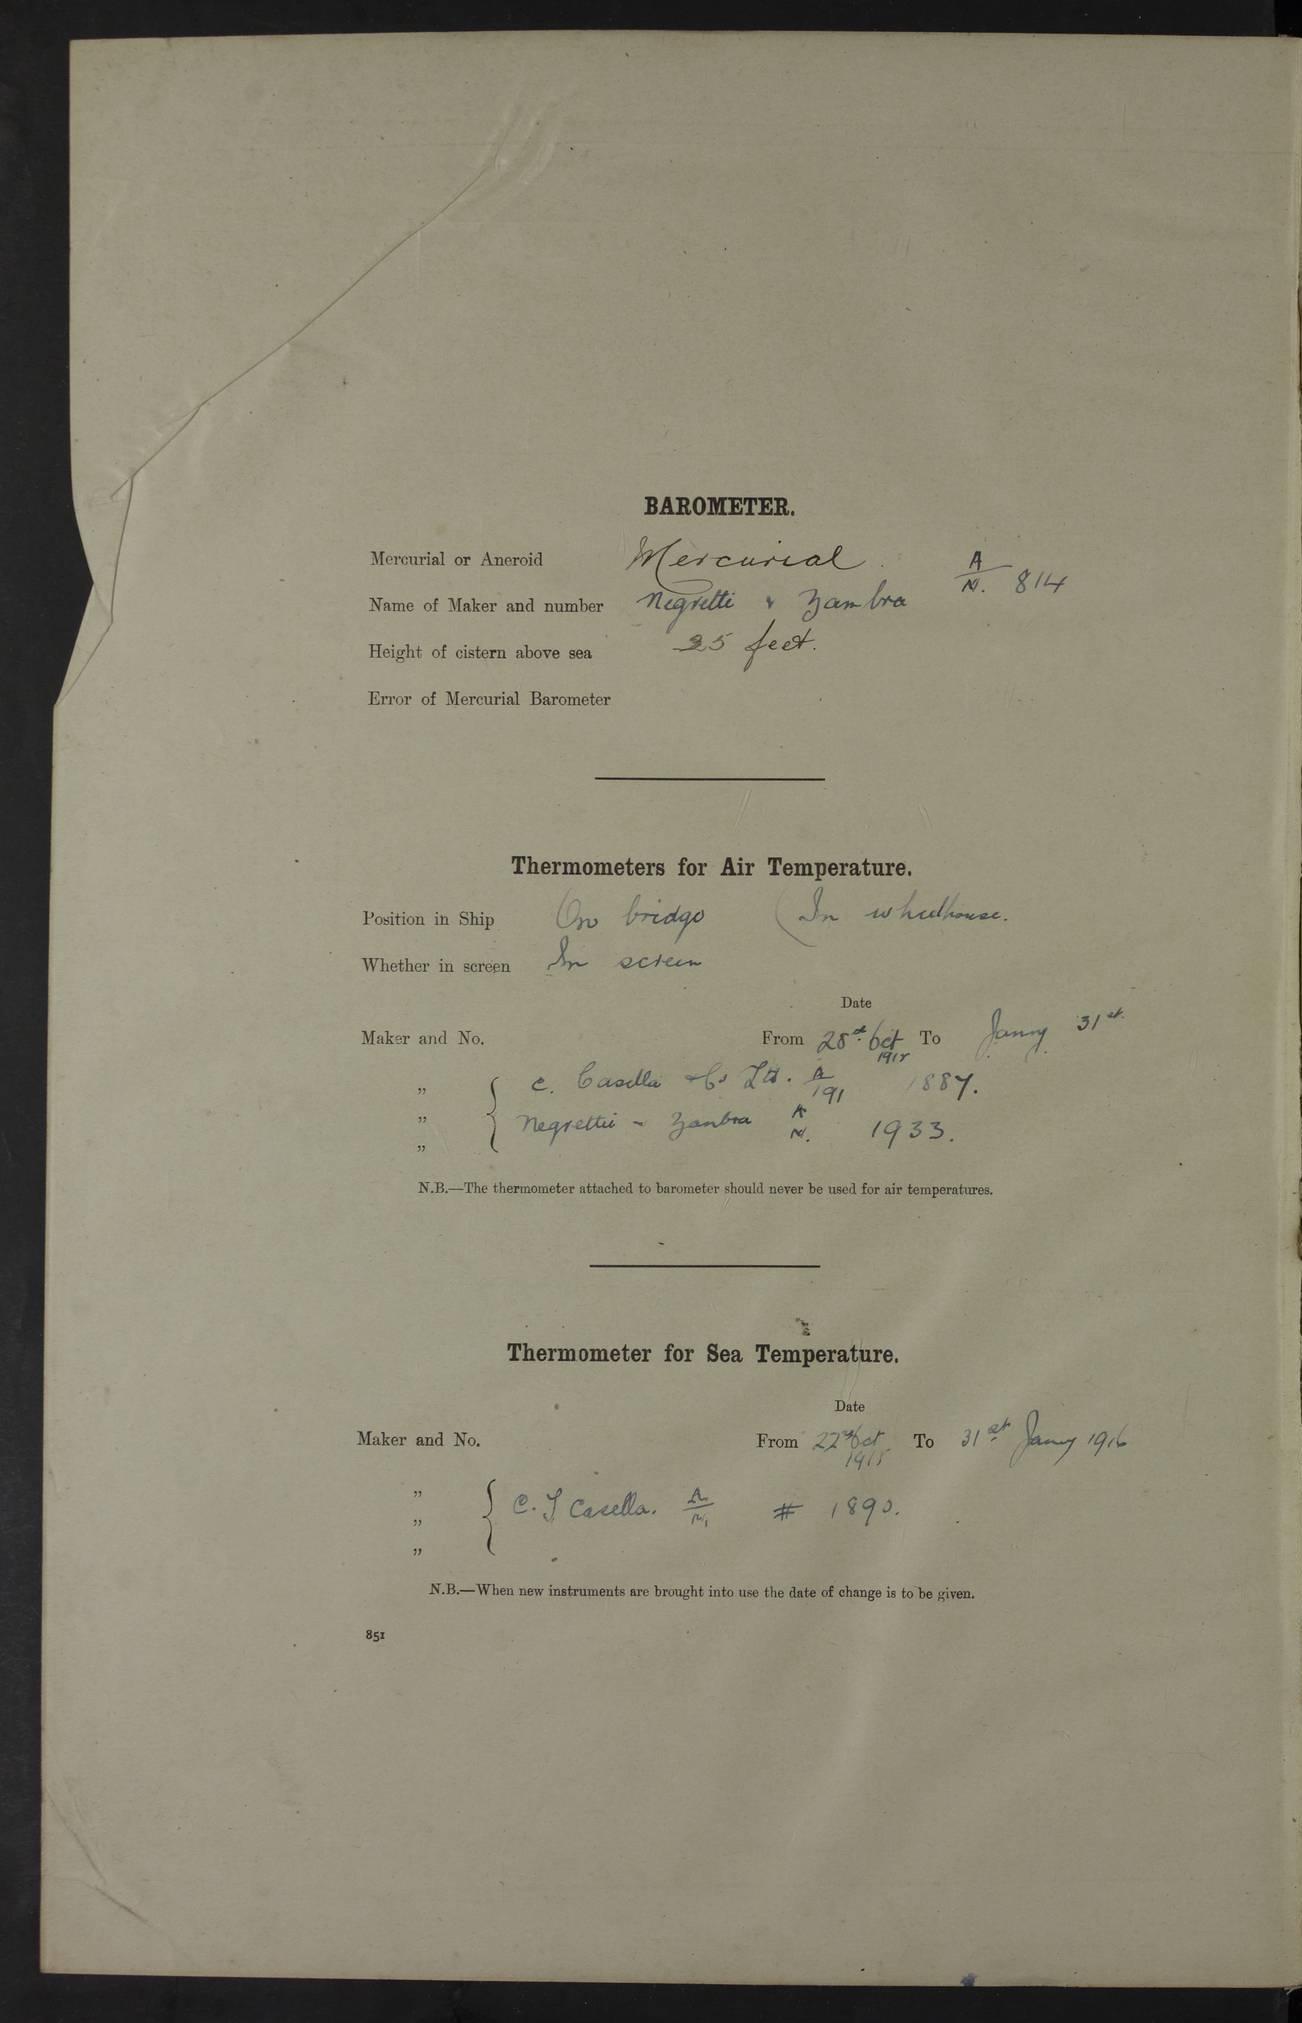 BAROMETER.
Mercurial or Aneroid Mercurial
Name of Maker and number Negretti & Zambra A/N. 814
Height of cistern above sea 25 feet.
Error of Mercurial Barometer
Thermometers for Air Temperature.
Position in Ship On bridge (In wheelhouse.
Whether in screen In screen
Date
Maker and No. From 28 Oct 1915 To Janry 31st
„ C. Casella & Co Ltd. A/191 1887.
„ Negretti & Zambra A/N. 1933.
„
N.B.—The thermometer attached to barometer should never be used for air temperatures.
Thermometer for Sea Temperature.
Date
Maker and No. From 22nd Oct 1915 To 31st Janry 1916
„ C. F Casella. A/N. # 1890.
„
„
N.B.—When new instruments are brought into use the date of change is to be given.
851